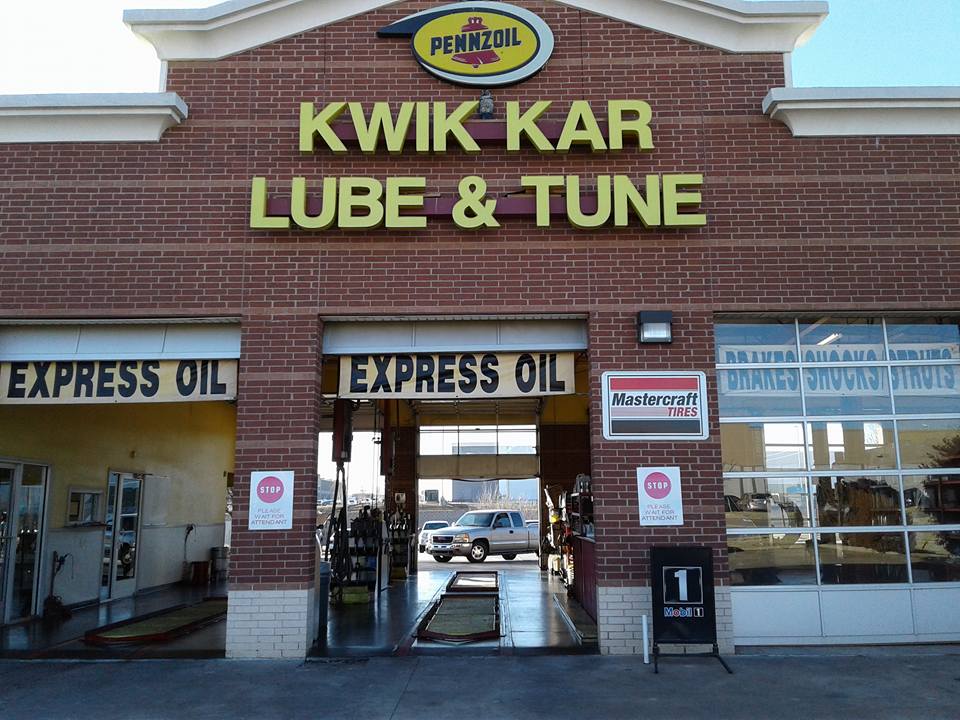 PENNZOIL
KWIK KAR
LUBE & TUNE
EXPRESS OIL
EXPRESS OIL
BRAKES SHOCKS STRUTS
Mastercraft
TIRES
STOP
PLEASE
WAIT FOR
ATTENDANT
STOP
PLEASE
WAIT FOR
ATTENDANT
1
Mobil 1